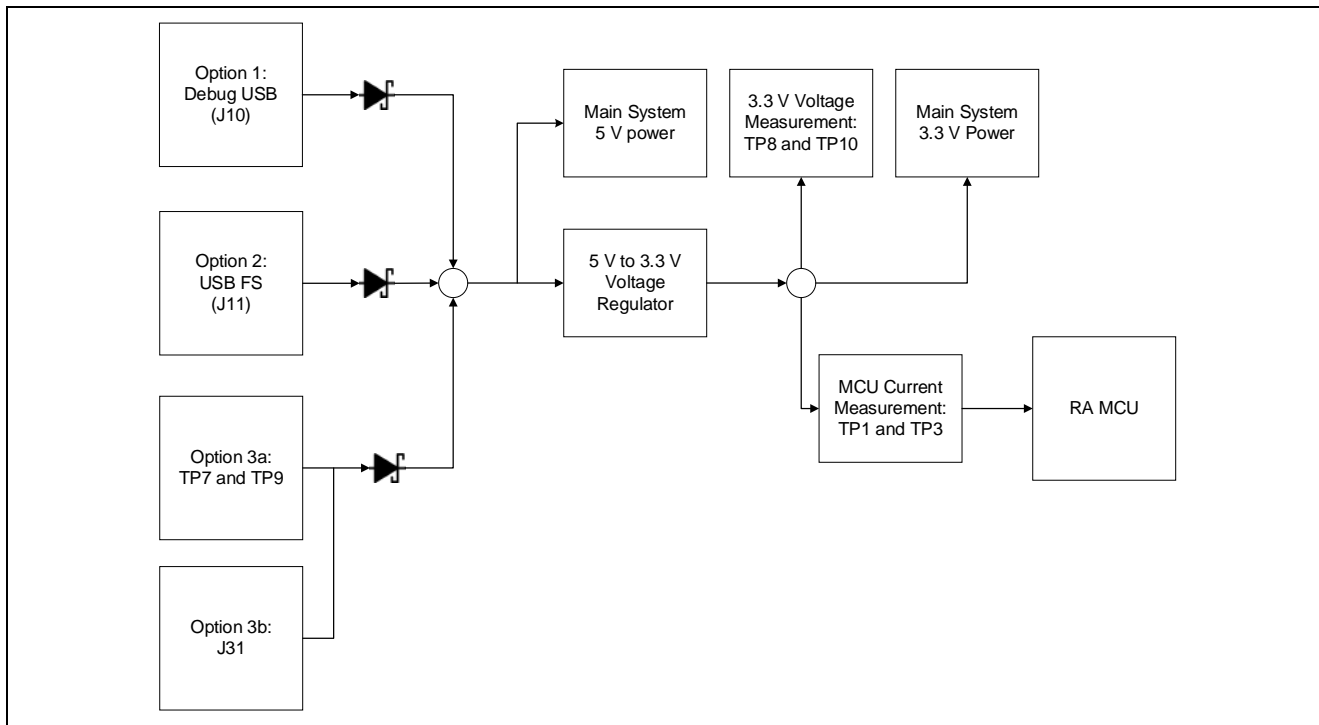 Option 1:
Debug USB
(J10)
Main System
5 V power
3.3 V Voltage
Measurement:
TP8 and TP10
Main System
3.3 V Power
Option 2:
USB FS
(J11)
5 V to 3.3 V
Voltage
Regulator
MCU Current
Measurement:
TP1 and TP3
RA MCU
Option 3a:
TP7 and TP9
Option 3b:
J31